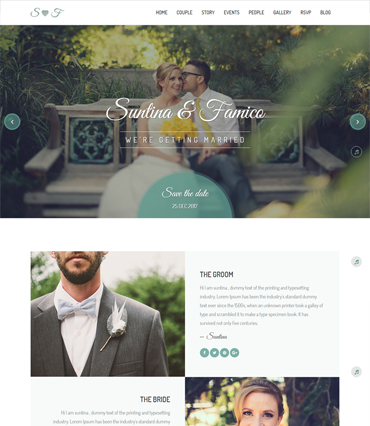 S F
HOME COUPLE STORY EVENTS PEOPLE GALLERY RSVP BLOG
Suntina & Famico
WE'RE GETTING MARRIED
Save the date
25 DEC 2017
THE GROOM
Hi I am suntina , dummy text of the printing and typesetting
industry. Lorem Ipsum has been the industry's standard dummy
text ever since the 1500s, when an unknown printer took a galley of
type and scrambled it to make a type specimen book. It has
survived not only five centuries.
— Suntina
THE BRIDE
Hi I am suntina , dummy text of the printing and typesetting
industry. Lorem Ipsum has been the industry's standard dummy